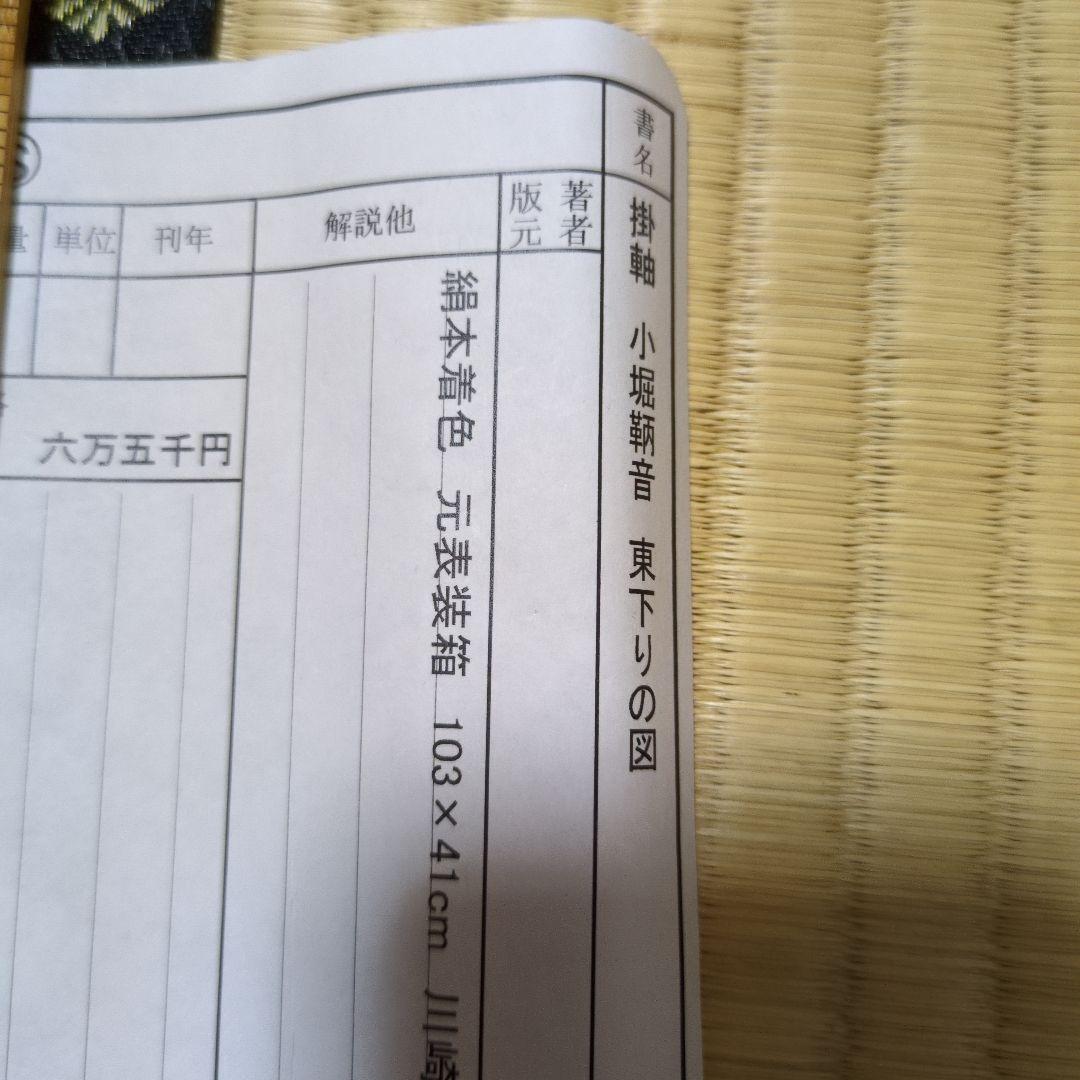 書名
掛軸 小堀鞆音 東下りの図
著者
版元
解説他
絹本着色 元表装箱 103×41cm 川崎
刊年
単位
量
六万五千円